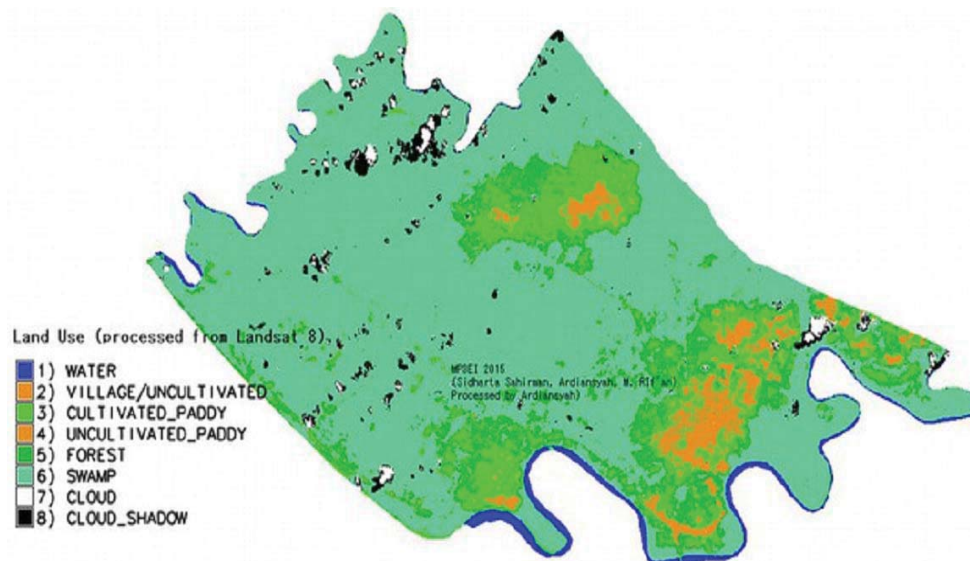 Land Use (processed from Landsat 8)
1) WATER
2) VILLAGE/UNCULTIVATED
3) CULTIVATED_PADDY
4) UNCULTIVATED_PADDY
5) FOREST
6) SWAMP
7) CLOUD
8) CLOUD_SHADOW
MPSEI 2015
(Sidharta Sahirman, Ardiansyah, M. Rif'an)
Processed by Ardiansyah)